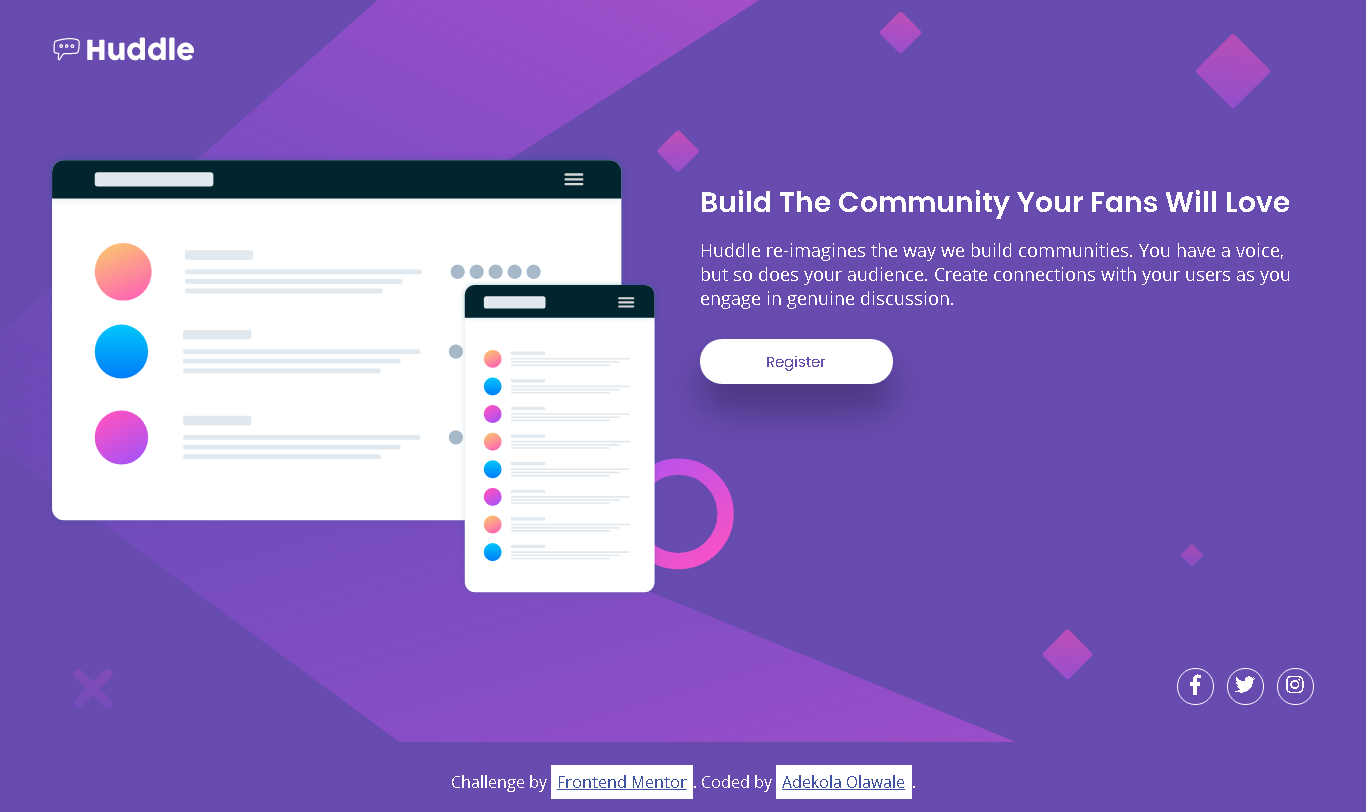 Huddle
Build The Community Your Fans Will Love
Huddle re-imagines the way we build communities. You have a voice,
but so does your audience. Create connections with your users as you
engage in genuine discussion.
Register
Challenge by Frontend Mentor. Coded by Adekola Olawale.